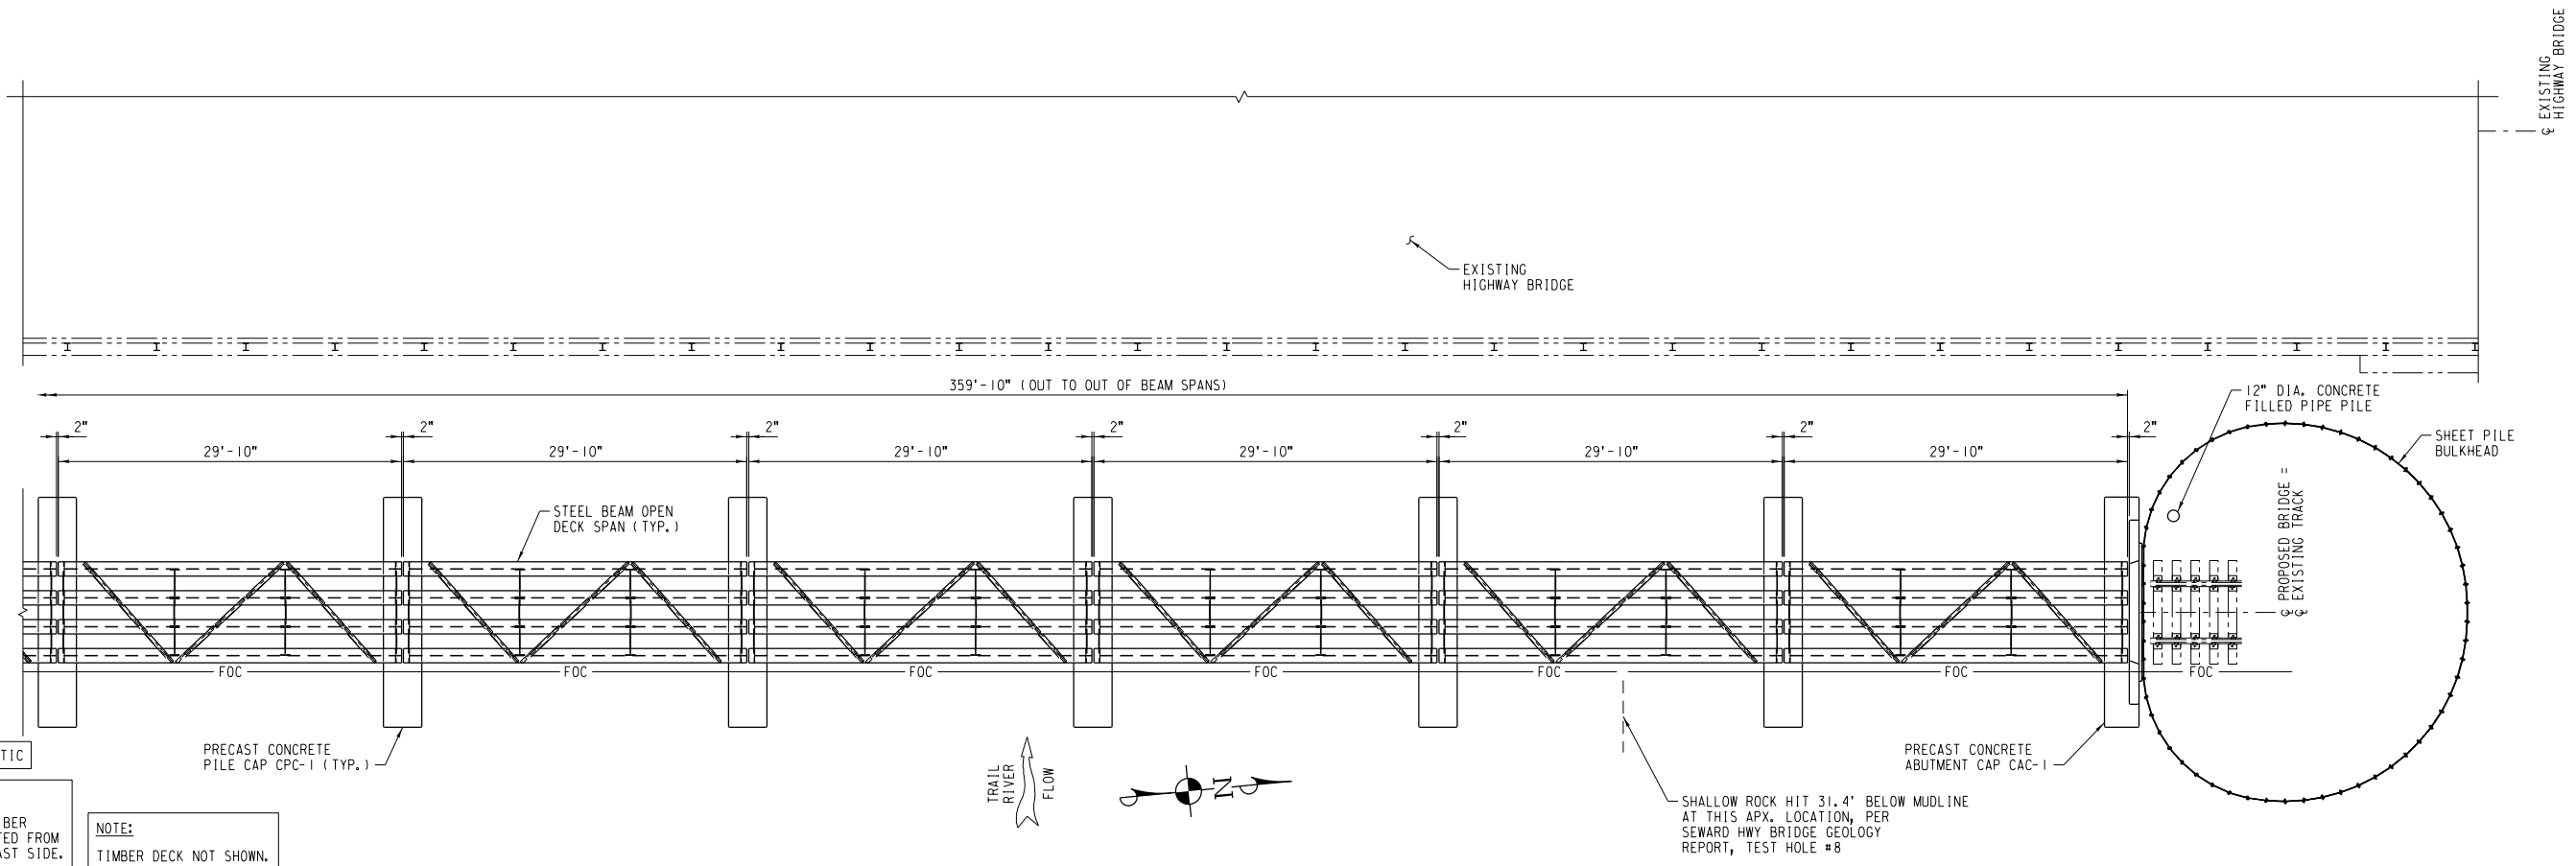 ℄ EXISTING
HIGHWAY BRIDGE
EXISTING
HIGHWAY BRIDGE
359'-10" (OUT TO OUT OF BEAM SPANS)
12" DIA. CONCRETE
FILLED PIPE PILE
SHEET PILE
BULKHEAD
2" 2" 2" 2" 2" 2" 2"
29'-10" 29'-10" 29'-10" 29'-10" 29'-10" 29'-10"
STEEL BEAM OPEN
DECK SPAN (TYP.)
℄ PROPOSED BRIDGE =
℄ EXISTING TRACK
FOC FOC FOC FOC FOC FOC FOC
PRECAST CONCRETE
PILE CAP CPC-1 (TYP.)
TRAIL
RIVER
FLOW
N
PRECAST CONCRETE
ABUTMENT CAP CAC-1
SHALLOW ROCK HIT 31.4' BELOW MUDLINE
AT THIS APX. LOCATION, PER
SEWARD HWY BRIDGE GEOLOGY
REPORT, TEST HOLE #8
TIC
BER
TED FROM
AST SIDE.
NOTE:
TIMBER DECK NOT SHOWN.